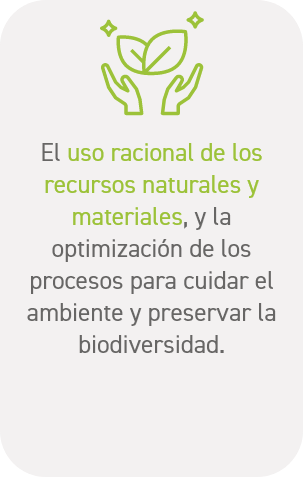 El uso racional de los
recursos naturales y
materiales, y la
optimización de los
procesos para cuidar el
ambiente y preservar la
biodiversidad.